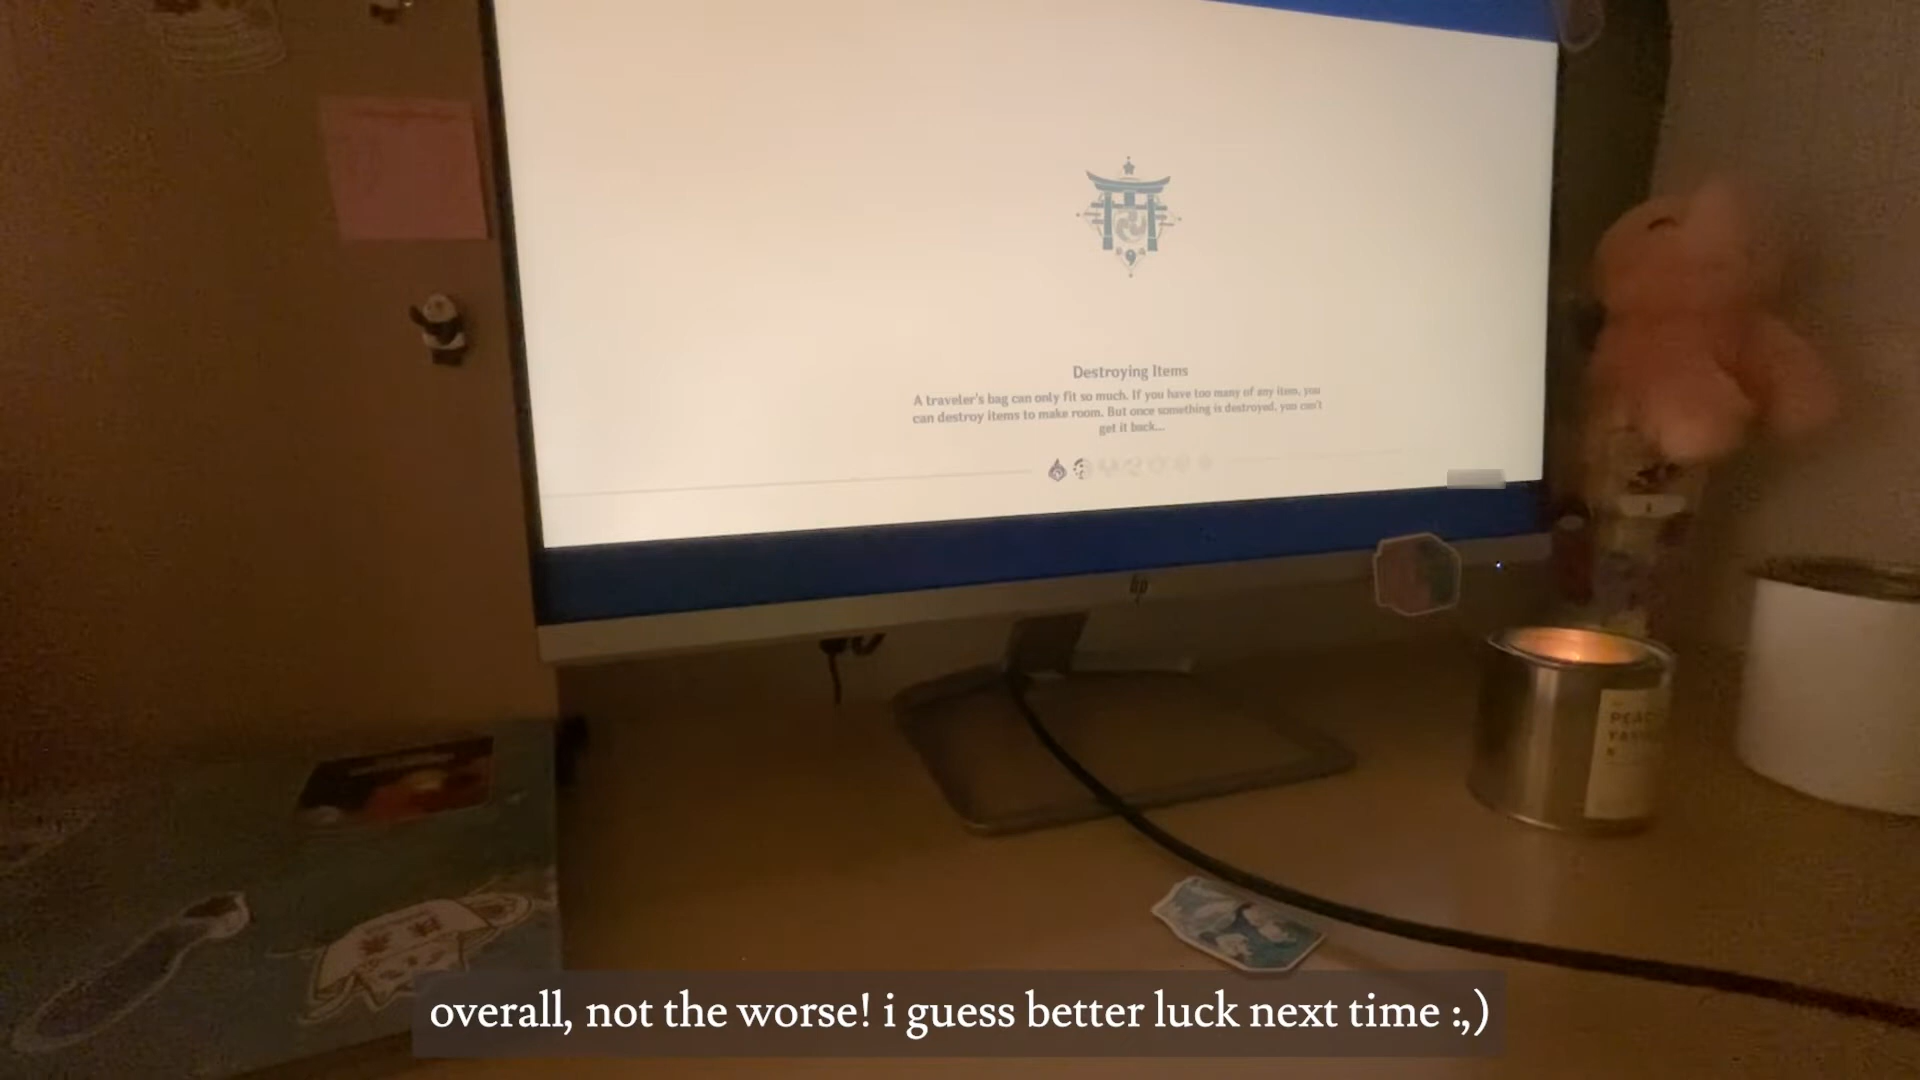 Destroying Items
A traveler's bag can only fit so much. If you have too many of any item, you
can destroy items to make room. But once something is destroyed, you can't
get it back...
hp
overall, not the worse! i guess better luck next time :,)